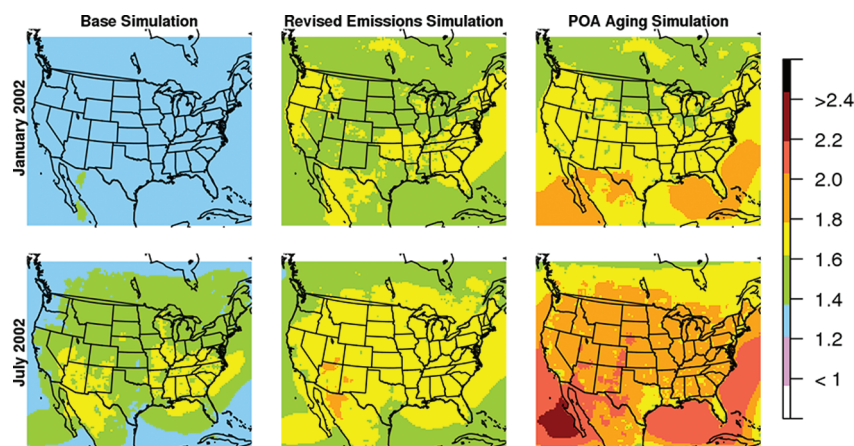 Base Simulation
Revised Emissions Simulation
POA Aging Simulation
January 2002
July 2002
>2.4
2.2
2.0
1.8
1.6
1.4
1.2
< 1